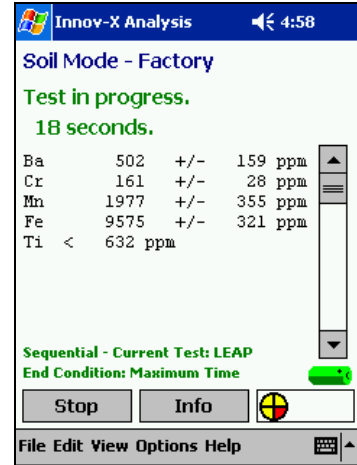 Innov-X Analysis 4:58
Soil Mode - Factory
Test in progress.
18 seconds.
Ba 502 +/- 159 ppm
Cr 161 +/- 28 ppm
Mn 1977 +/- 355 ppm
Fe 9575 +/- 321 ppm
Ti < 632 ppm
Sequential - Current Test: LEAP
End Condition: Maximum Time
Stop Info
File Edit View Options Help